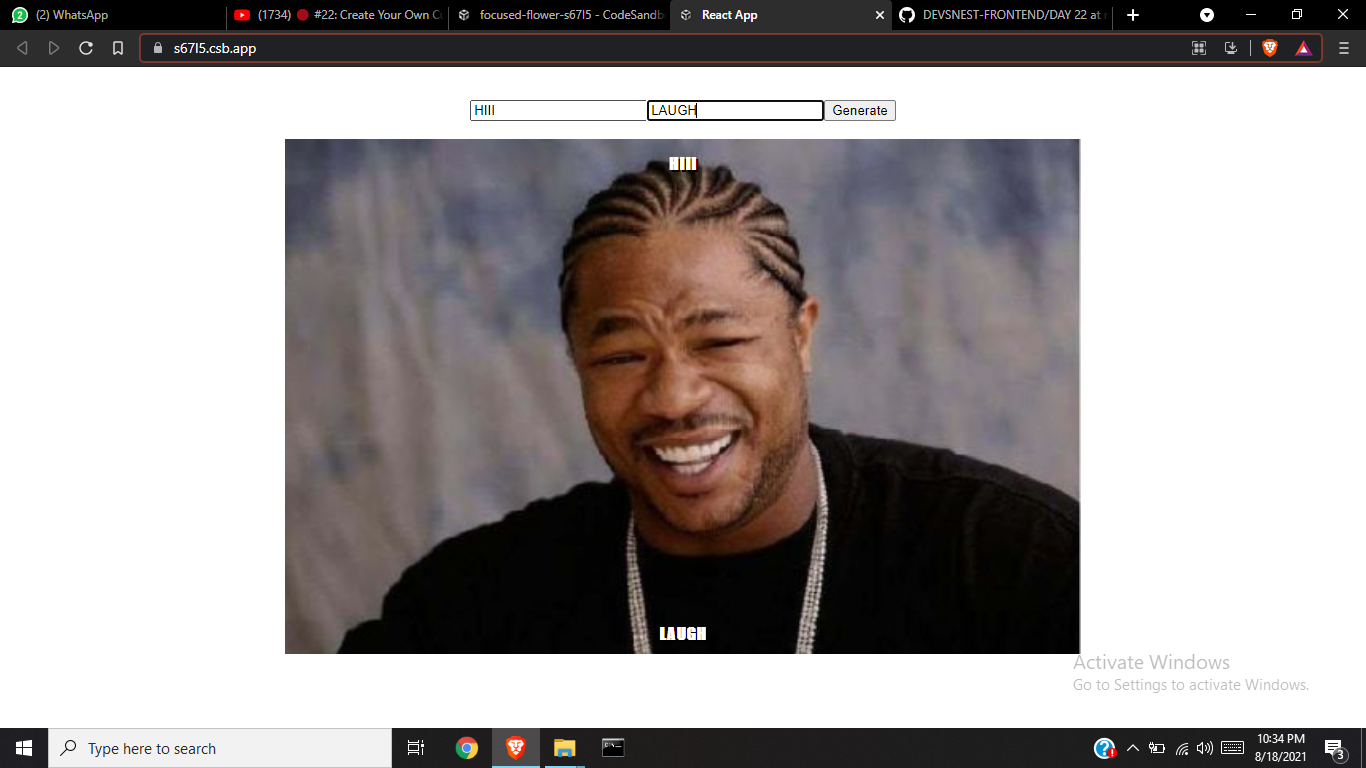 2
(2) WhatsApp
(1734) #22: Create Your Own Cu
focused-flower-s67l5 - CodeSandb
React App
DEVSNEST-FRONTEND/DAY 22 at
s67l5.csb.app
HIII
LAUGH
Generate
HIII
LAUGH
Activate Windows
Go to Settings to activate Windows.
Type here to search
10:34 PM
8/18/2021
3